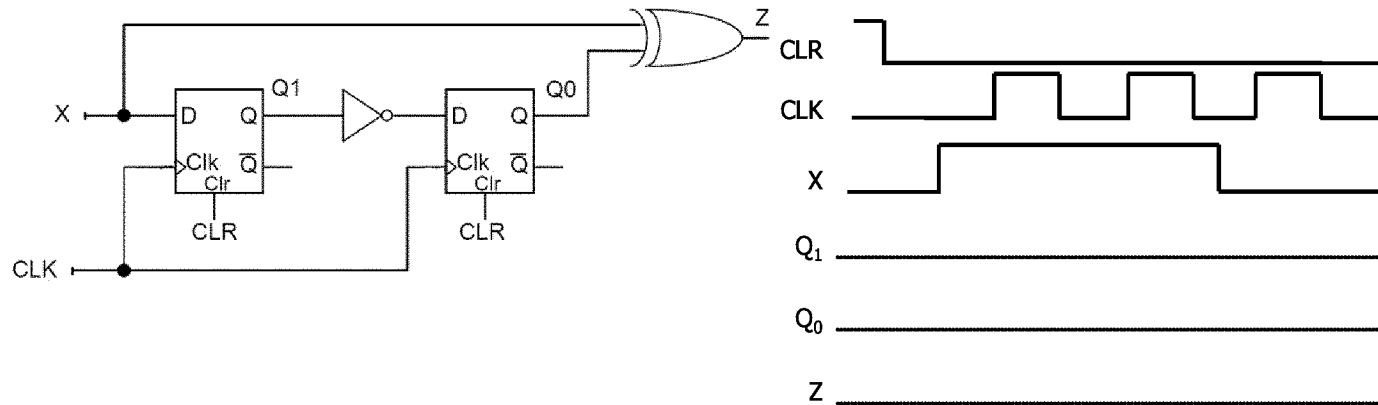 Z
CLR
Q1
Q0
CLK
X
D Q
D Q
Clk Q̅
Clk Q̅
Clr
Clr
X
CLR
CLR
Q₁
CLK
Q₀
Z